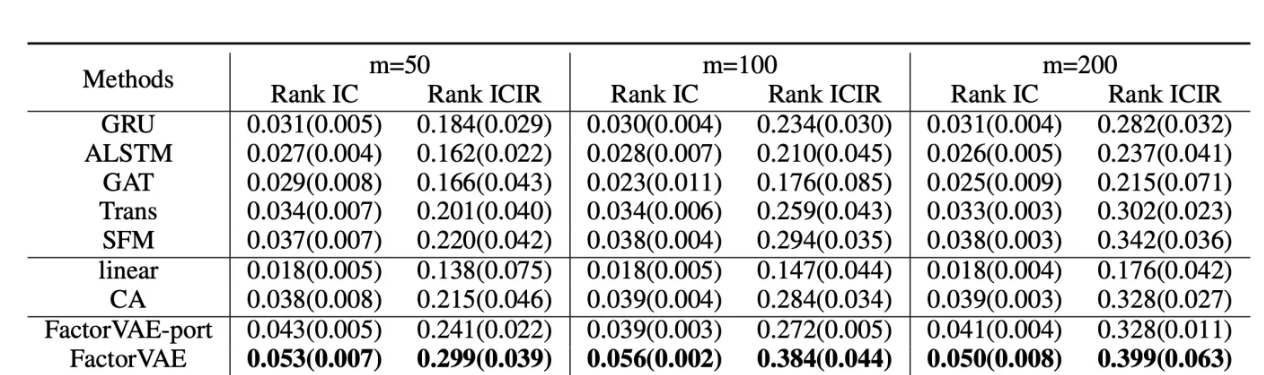 Methods m=50 m=100 m=200
Rank IC Rank ICIR Rank IC Rank ICIR Rank IC Rank ICIR
GRU 0.031(0.005) 0.184(0.029) 0.030(0.004) 0.234(0.030) 0.031(0.004) 0.282(0.032)
ALSTM 0.027(0.004) 0.162(0.022) 0.028(0.007) 0.210(0.045) 0.026(0.005) 0.237(0.041)
GAT 0.029(0.008) 0.166(0.043) 0.023(0.011) 0.176(0.085) 0.025(0.009) 0.215(0.071)
Trans 0.034(0.007) 0.201(0.040) 0.034(0.006) 0.259(0.043) 0.033(0.003) 0.302(0.023)
SFM 0.037(0.007) 0.220(0.042) 0.038(0.004) 0.294(0.035) 0.038(0.003) 0.342(0.036)
linear 0.018(0.005) 0.138(0.075) 0.018(0.005) 0.147(0.044) 0.018(0.004) 0.176(0.042)
CA 0.038(0.008) 0.215(0.046) 0.039(0.004) 0.284(0.034) 0.039(0.003) 0.328(0.027)
FactorVAE-port 0.043(0.005) 0.241(0.022) 0.039(0.003) 0.272(0.005) 0.041(0.004) 0.328(0.011)
FactorVAE 0.053(0.007) 0.299(0.039) 0.056(0.002) 0.384(0.044) 0.050(0.008) 0.399(0.063)